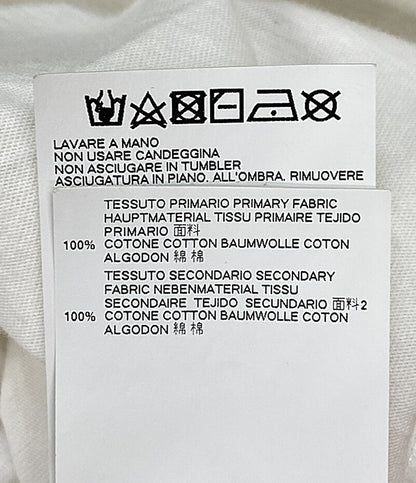 LAVARE A MANO
NON USARE CANDEGGINA
NON ASCIUGARE IN TUMBLER
ASCIUGATURA IN PIANO. ALL'OMBRA. RIMUOVERE
TESSUTO PRIMARIO PRIMARY FABRIC
HAUPTMATERIAL TISSU PRIMAIRE TEJIDO
PRIMARIO 面料
100% COTONE COTTON BAUMWOLLE COTON
ALGODON 綿 棉
TESSUTO SECONDARIO SECONDARY
FABRIC NEBENMATERIAL TISSU
SECONDAIRE TEJIDO SECUNDARIO 面料2
100% COTONE COTTON BAUMWOLLE COTON
ALGODON 綿 棉